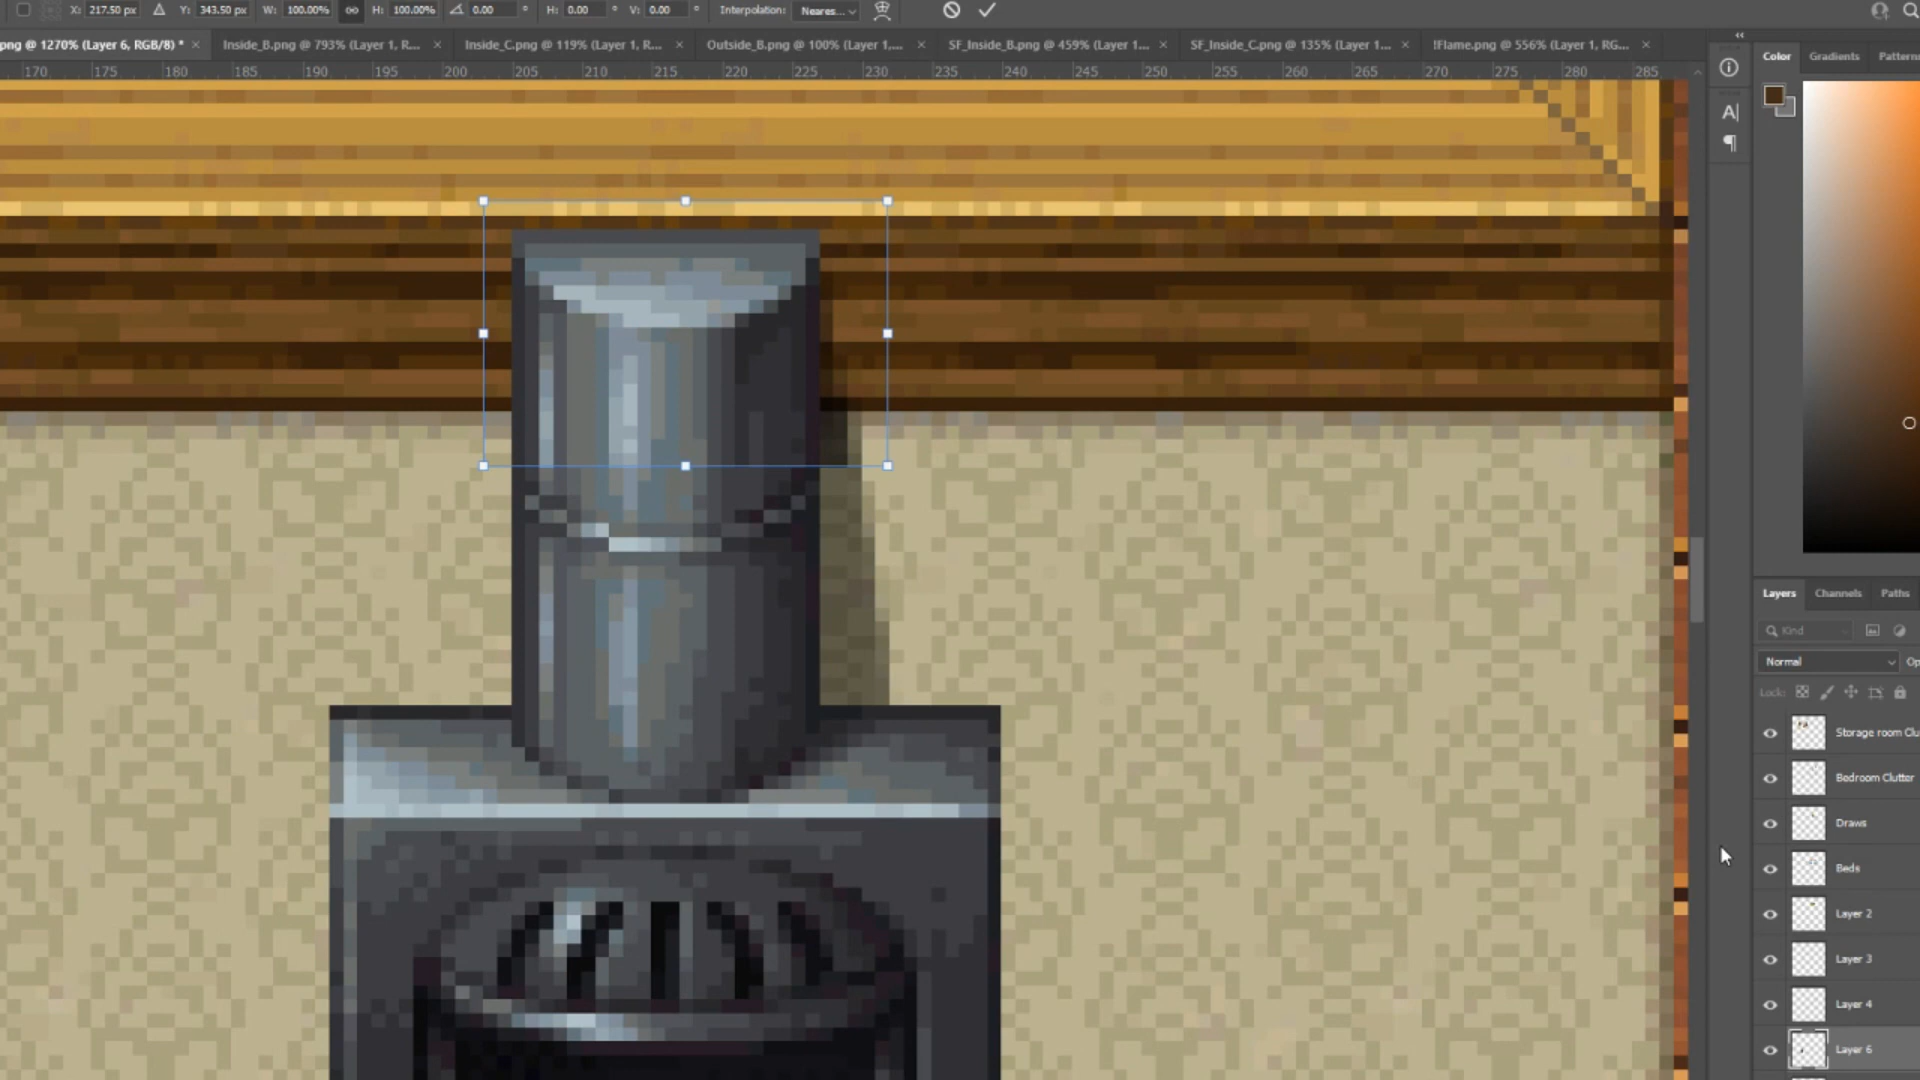 X: 217.50 px Y: 343.50 px W: 100.00% H: 100.00% 0.00 ° H: 0.00 ° V: 0.00 ° Interpolation: Neares...
png @ 1270% (Layer 6, RGB/8) * × Inside_B.png @ 793% (Layer 1, R... × Inside_C.png @ 119% (Layer 1, R... × Outside_B.png @ 100% (Layer 1,... × SF_Inside_B.png @ 459% (Layer 1... × SF_Inside_C.png @ 135% (Layer 1... × !Flame.png @ 556% (Layer 1, RG... ×
170 175 180 185 190 195 200 205 210 215 220 225 230 235 240 245 250 255 260 265 270 275 280 285
Color Gradients Pattern
A|
¶
Layers Channels Paths
Kind
Normal Op
Lock:
Storage room Clu
Bedroom Clutter
Draws
Beds
Layer 2
Layer 3
Layer 4
Layer 6